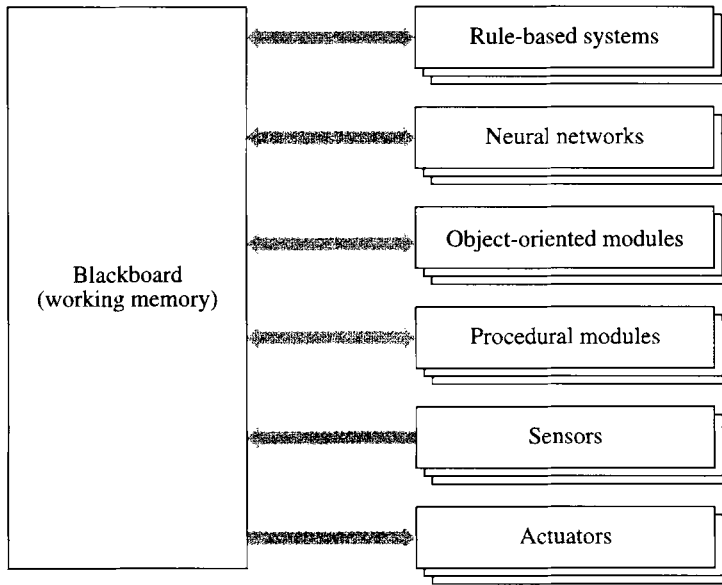 Rule-based systems
Neural networks
Object-oriented modules
Blackboard
(working memory)
Procedural modules
Sensors
Actuators